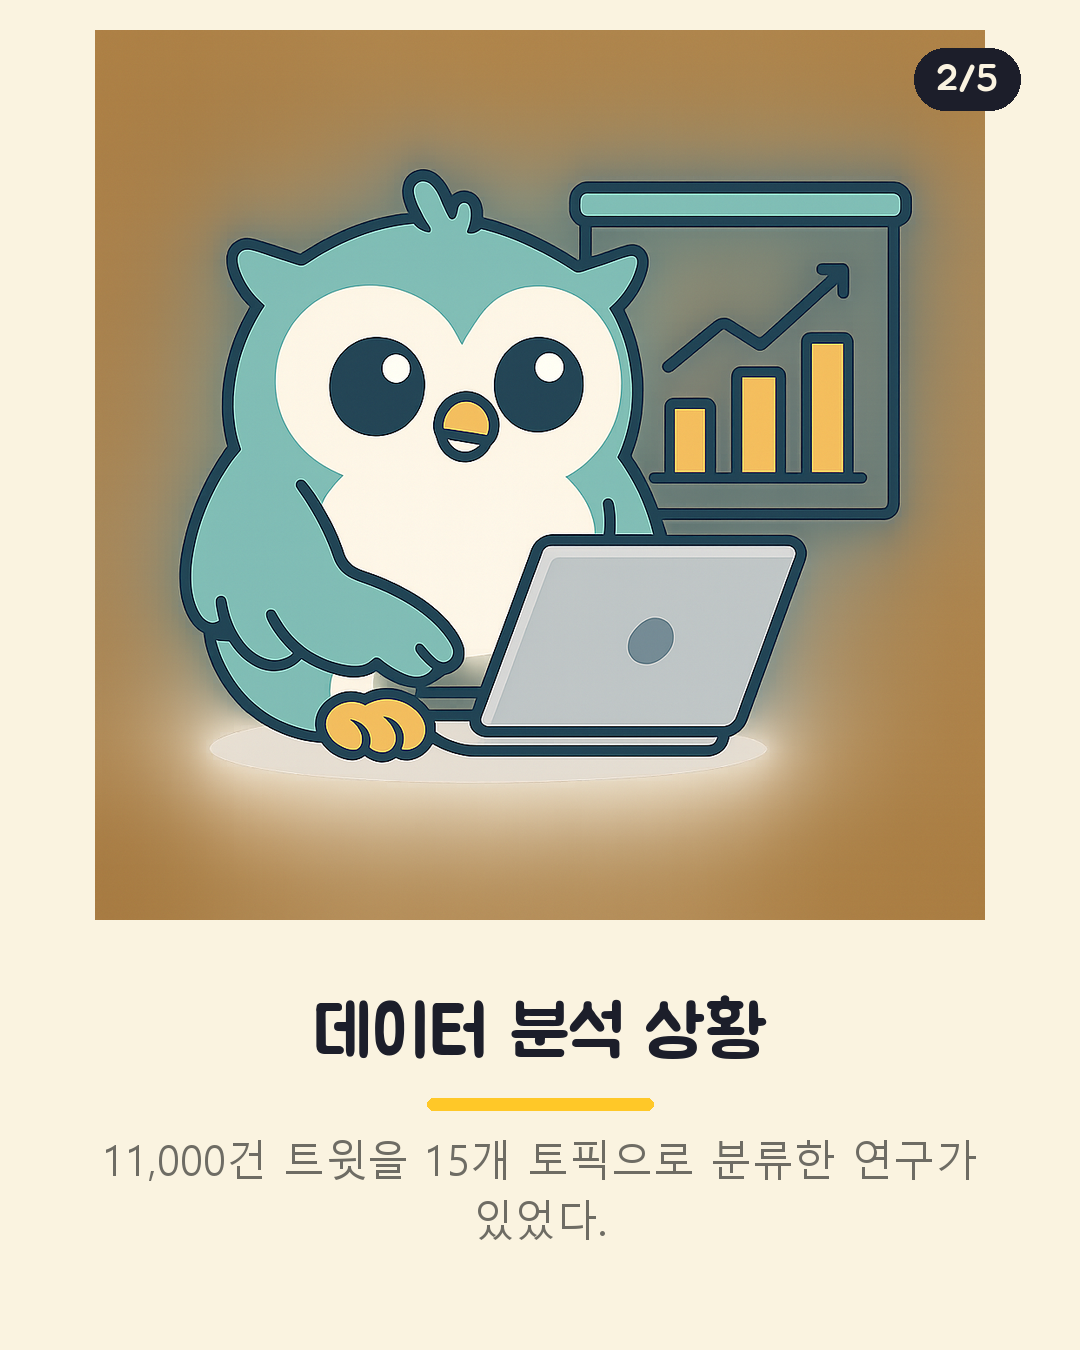 2/5
데이터 분석 상황
11,000건 트윗을 15개 토픽으로 분류한 연구가
있었다.